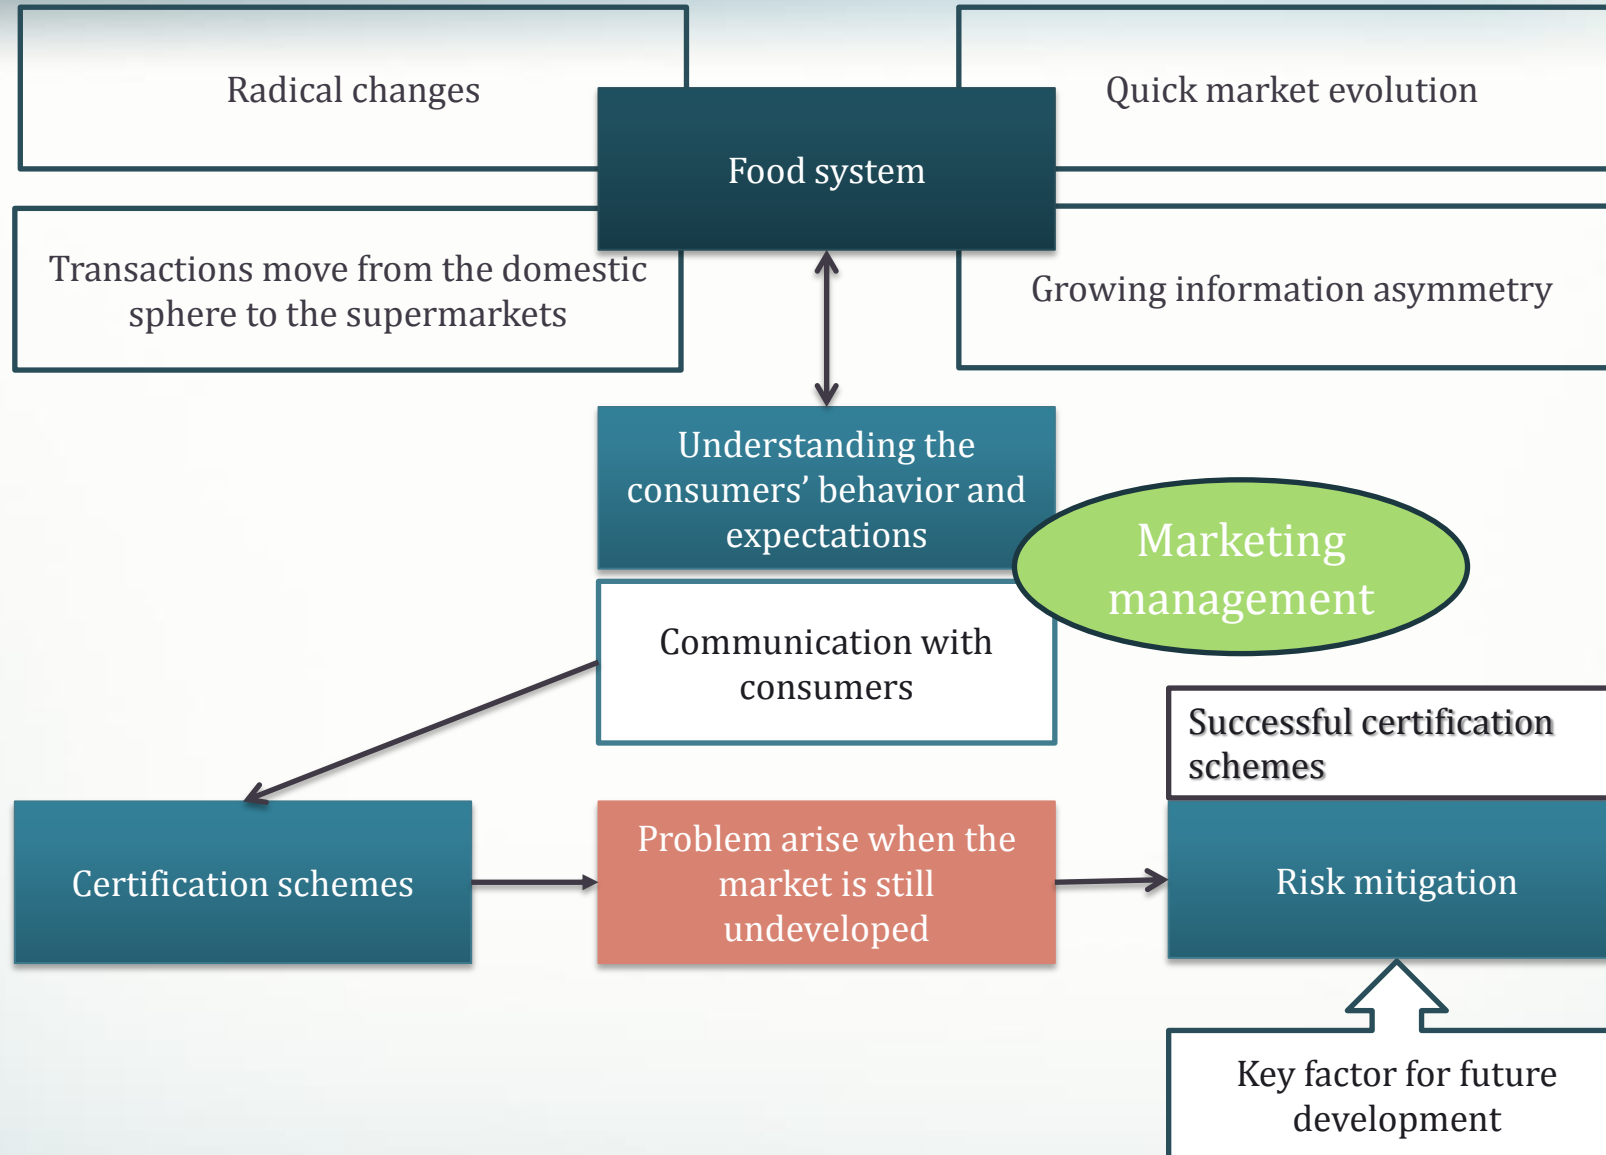 Radical changes
Quick market evolution
Food system
Transactions move from the domestic
sphere to the supermarkets
Growing information asymmetry
Understanding the
consumers’ behavior and
expectations
Marketing
management
Communication with
consumers
Successful certification
schemes
Certification schemes
Problem arise when the
market is still
undeveloped
Risk mitigation
Key factor for future
development